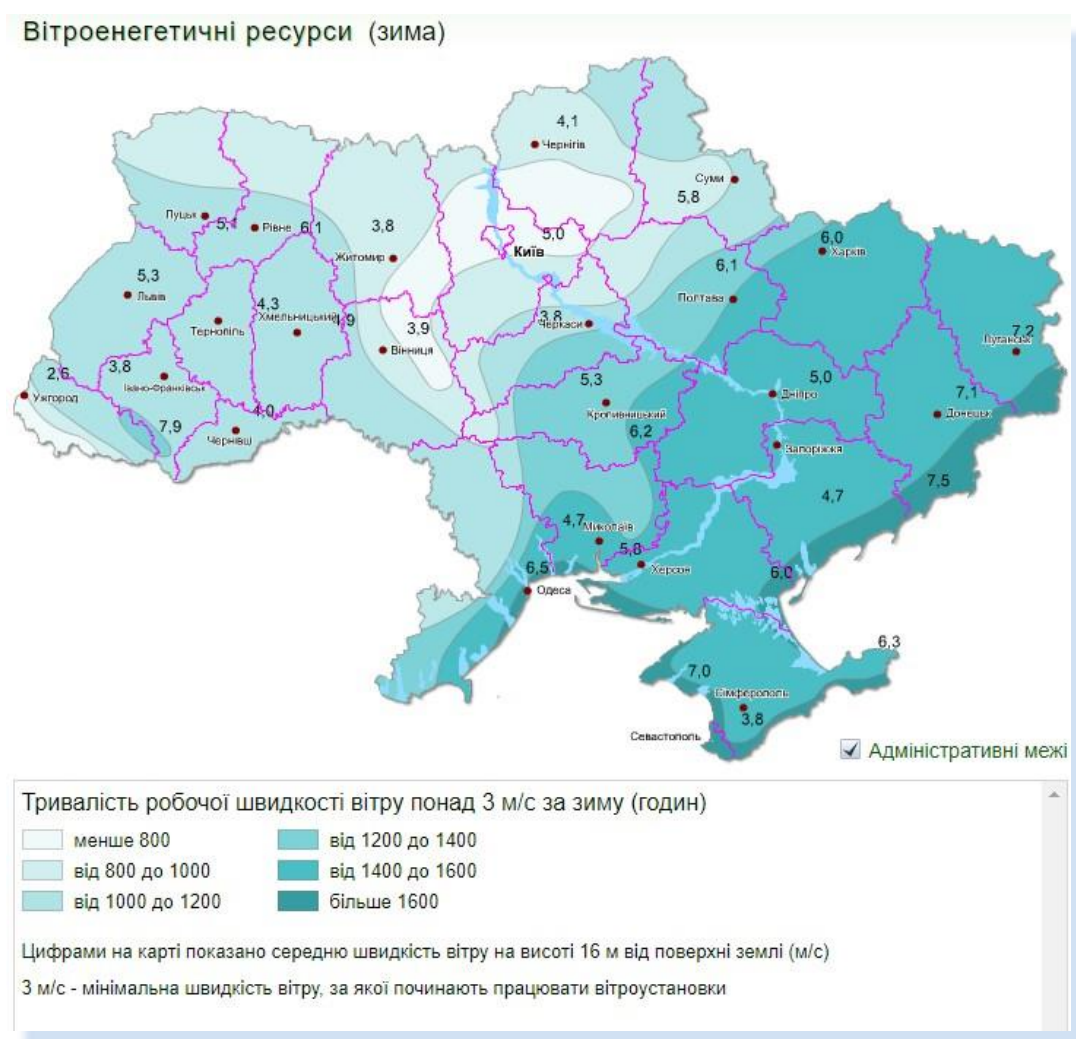 Вітроенегетичні ресурси (зима)
4,1
Чернігів
Суми
5,8
Луцьк
5,1
Рівне
6,1
3,8
5,0
Київ
6,0
Харків
Житомир
6,1
5,3
Львів
Полтава
4,3
Хмельницький
4,9
3,8
Черкаси
3,9
Тернопіль
Вінниця
7,2
Луганськ
2,6
Ужгород
3,8
Івано-Франківськ
5,3
5,0
Дніпро
7,1
Донецьк
Кропивницький
4,0
7,9
Чернівці
6,2
Запоріжжя
7,5
4,7
4,7
Миколаїв
5,8
Херсон
6,5
Одеса
6,0
6,3
7,0
Сімферополь
3,8
Севастополь
Адміністративні межі
Тривалість робочої швидкості вітру понад 3 м/с за зиму (годин)
менше 800
від 1200 до 1400
від 800 до 1000
від 1400 до 1600
від 1000 до 1200
більше 1600
Цифрами на карті показано середню швидкість вітру на висоті 16 м від поверхні землі (м/с)
3 м/с - мінімальна швидкість вітру, за якої починають працювати вітроустановки